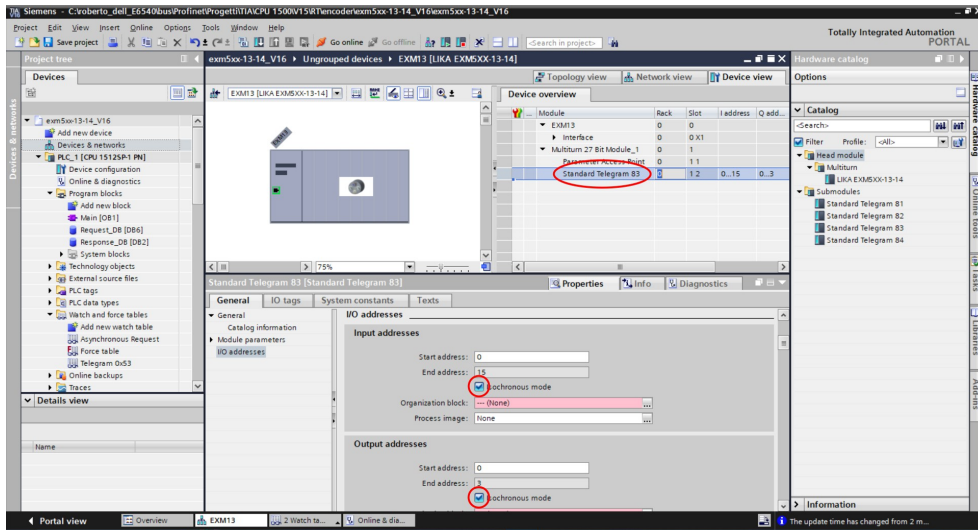 Siemens - C:\roberto_dell_E6540\bus\Profinet\Progetti\TIA\CPU 1500\V15\RTencoder\exm5xx-13-14_V16\exm5xx-13-14_V16
Project Edit View Insert Online Options Tools Window Help
Totally Integrated Automation
PORTAL
Save project Go online Go offline <Search in project>
Project tree
exm5xx-13-14_V16 Ungrouped devices EXM13 [LIKA EXM5XX-13-14]
Hardware catalog
Devices
Topology view Network view Device view
Options
EXM13 [LIKA EXM5XX-13-14]
Device overview
Module Rack Slot I address Q add...
EXM13 0 0
Interface 0 0 X1
Multiturn 27 Bit Module_1 0 1
Parameter Access Point 0 1 1
Standard Telegram 83 0 1 2 0...15 0...3
EXM13
75%
exm5xx-13-14_V16
Add new device
Devices & networks
PLC_1 [CPU 1512SP-1 PN]
Device configuration
Online & diagnostics
Program blocks
Add new block
Main [OB1]
Request_DB [DB6]
Response_DB [DB2]
System blocks
Technology objects
External source files
PLC tags
PLC data types
Watch and force tables
Add new watch table
Asynchronous Request
Force table
Telegram 0x53
Online backups
Traces
Details view
Name
Devices & networks
Catalog
<Search>
Filter Profile: <All>
Head module
Multiturn
LIKA EXM5XX-13-14
Submodules
Standard Telegram 81
Standard Telegram 82
Standard Telegram 83
Standard Telegram 84
Hardware catalog
Online tools
Tasks
Libraries
Add-ins
Information
Standard Telegram 83 [Standard Telegram 83]
Properties Info Diagnostics
General IO tags System constants Texts
General
Catalog information
Module parameters
I/O addresses
I/O addresses
Input addresses
Start address: 0
End address: 15
Isochronous mode
Organization block: --- (None)
Process image: None
Output addresses
Start address: 0
End address: 3
Isochronous mode
Portal view Overview EXM13 2 Watch ta... Online & dia...
The update time has changed from 2 m...